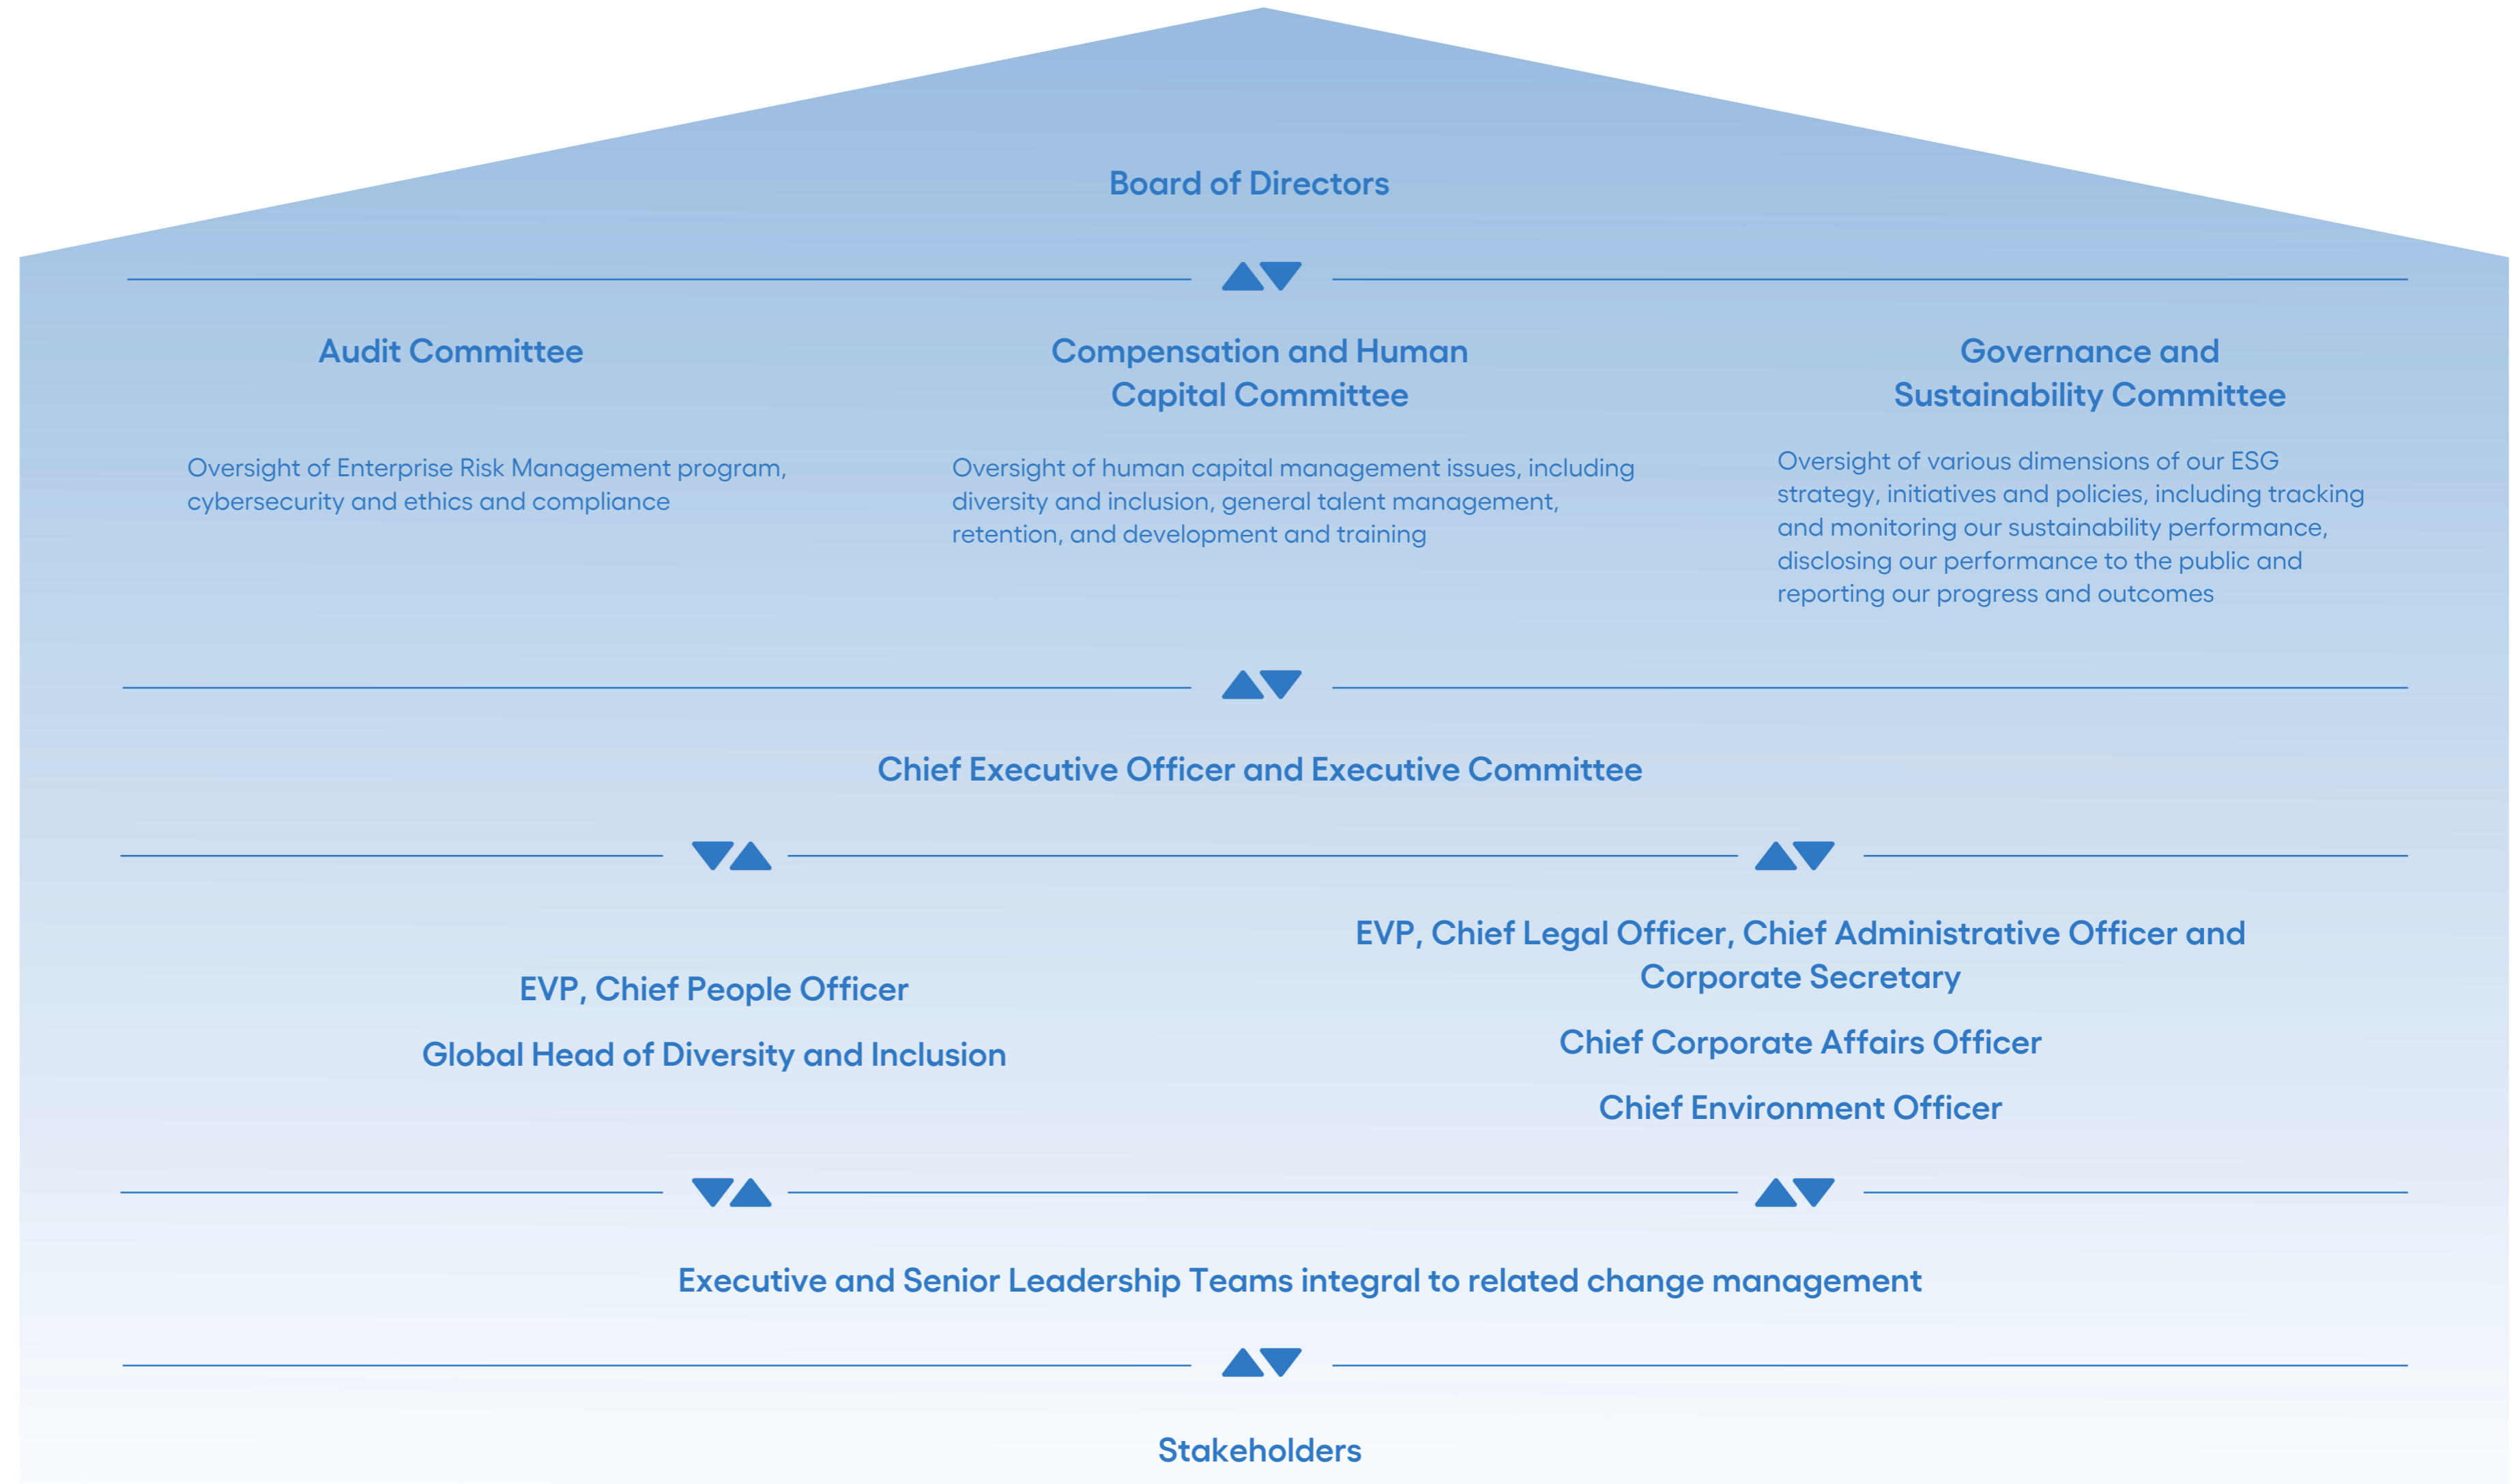 Board of Directors
Audit Committee
Oversight of Enterprise Risk Management program,
cybersecurity and ethics and compliance
Compensation and Human
Capital Committee
Oversight of human capital management issues, including
diversity and inclusion, general talent management,
retention, and development and training
Governance and
Sustainability Committee
Oversight of various dimensions of our ESG
strategy, initiatives and policies, including tracking
and monitoring our sustainability performance,
disclosing our performance to the public and
reporting our progress and outcomes
Chief Executive Officer and Executive Committee
EVP, Chief People Officer
Global Head of Diversity and Inclusion
EVP, Chief Legal Officer, Chief Administrative Officer and
Corporate Secretary
Chief Corporate Affairs Officer
Chief Environment Officer
Executive and Senior Leadership Teams integral to related change management
Stakeholders